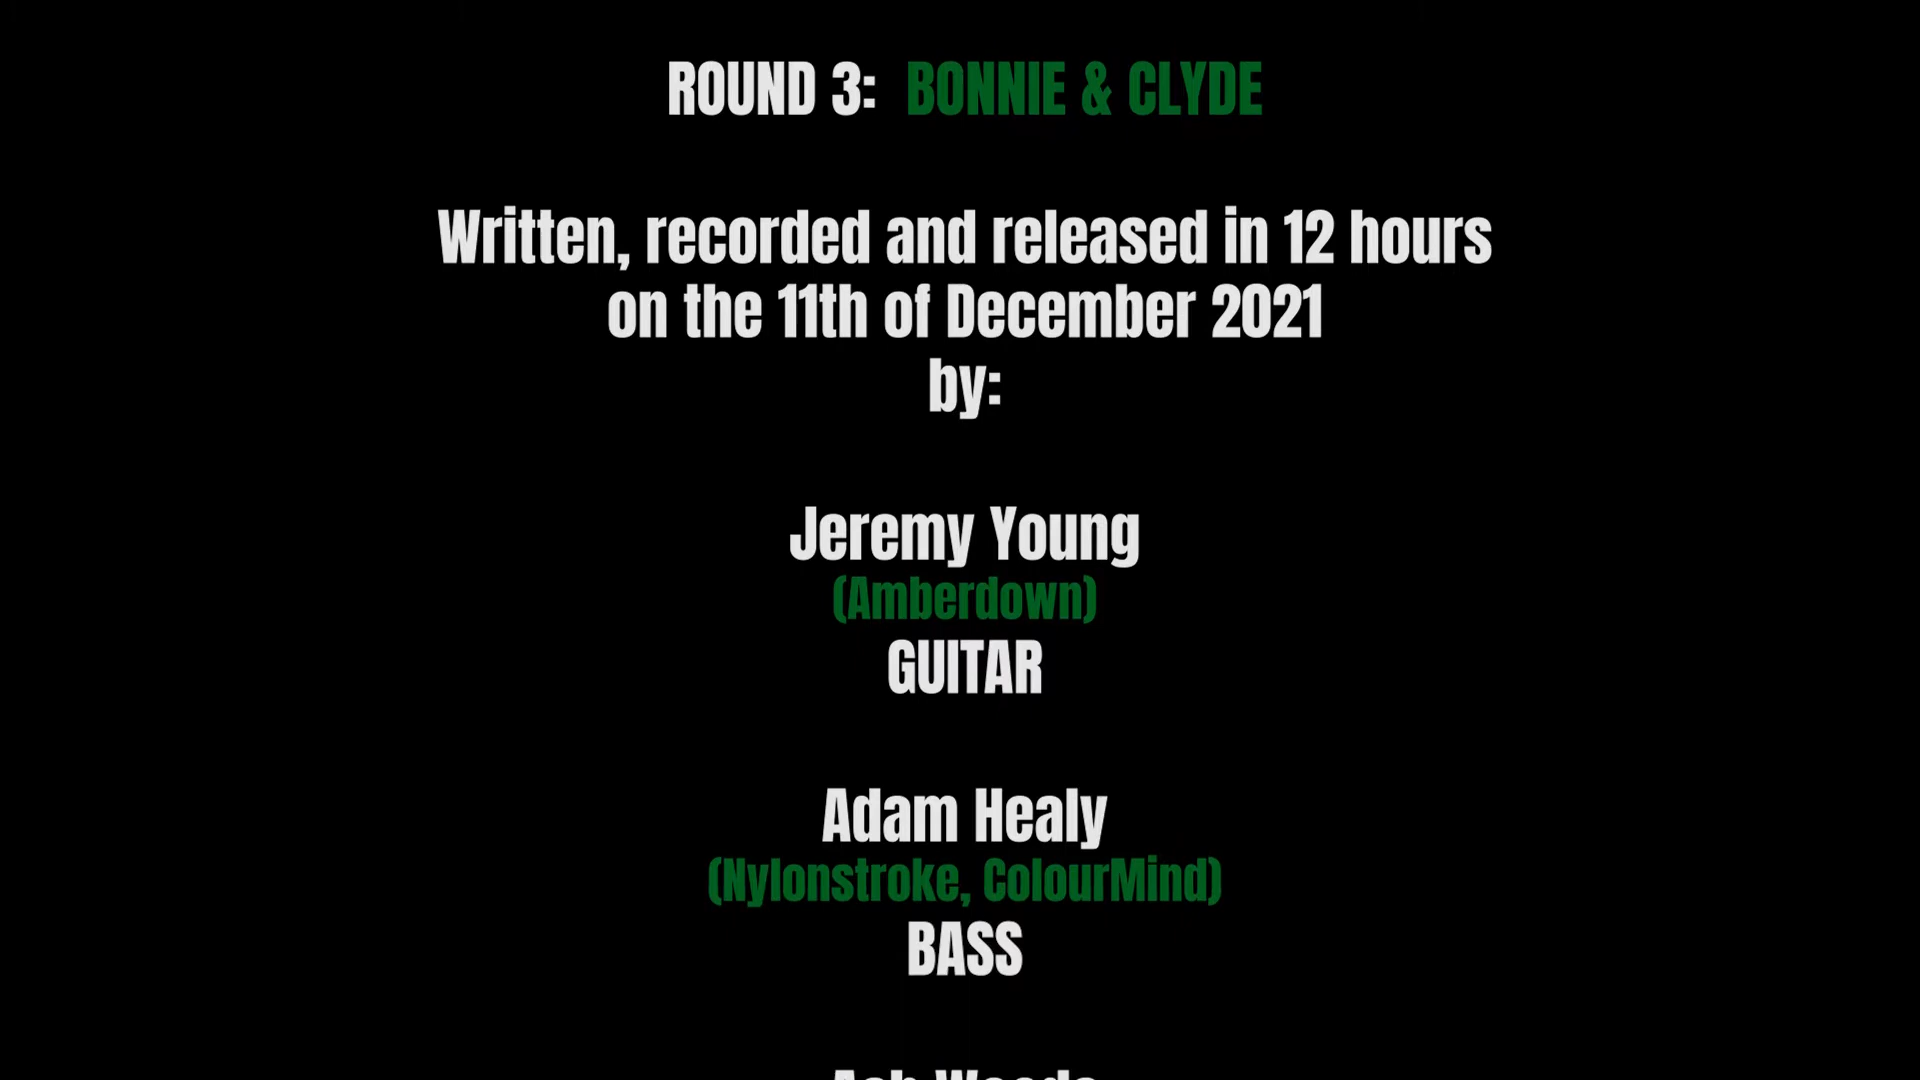 ROUND 3: BONNIE & CLYDE
Written, recorded and released in 12 hours
on the 11th of December 2021
by:
Jeremy Young
(Amberdown)
GUITAR
Adam Healy
(Nylonstroke, ColourMind)
BASS